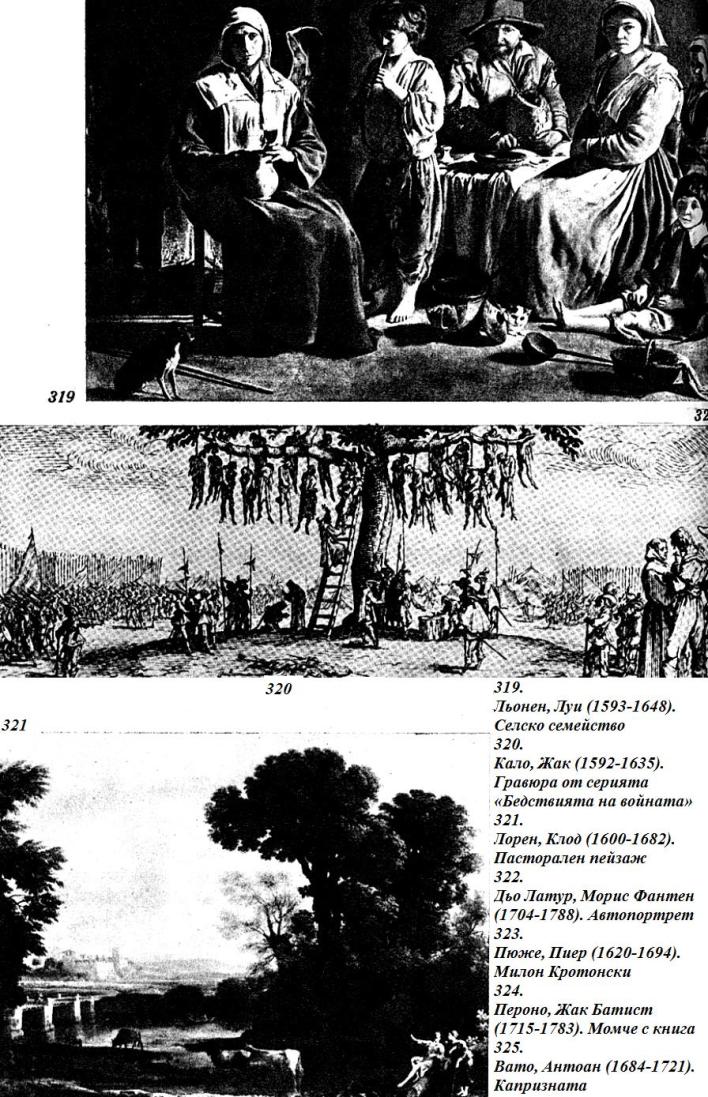 319
32
320
321
319.
Льонен, Луи (1593-1648).
Селско семейство
320.
Кало, Жак (1592-1635).
Гравюра от серията
«Бедствията на войната»
321.
Лорен, Клод (1600-1682).
Пасторален пейзаж
322.
Дьо Латур, Морис Фантен
(1704-1788). Автопортрет
323.
Пюже, Пиер (1620-1694).
Милон Кротонски
324.
Пероно, Жак Батист
(1715-1783). Момче с книга
325.
Вато, Антоан (1684-1721).
Капризната